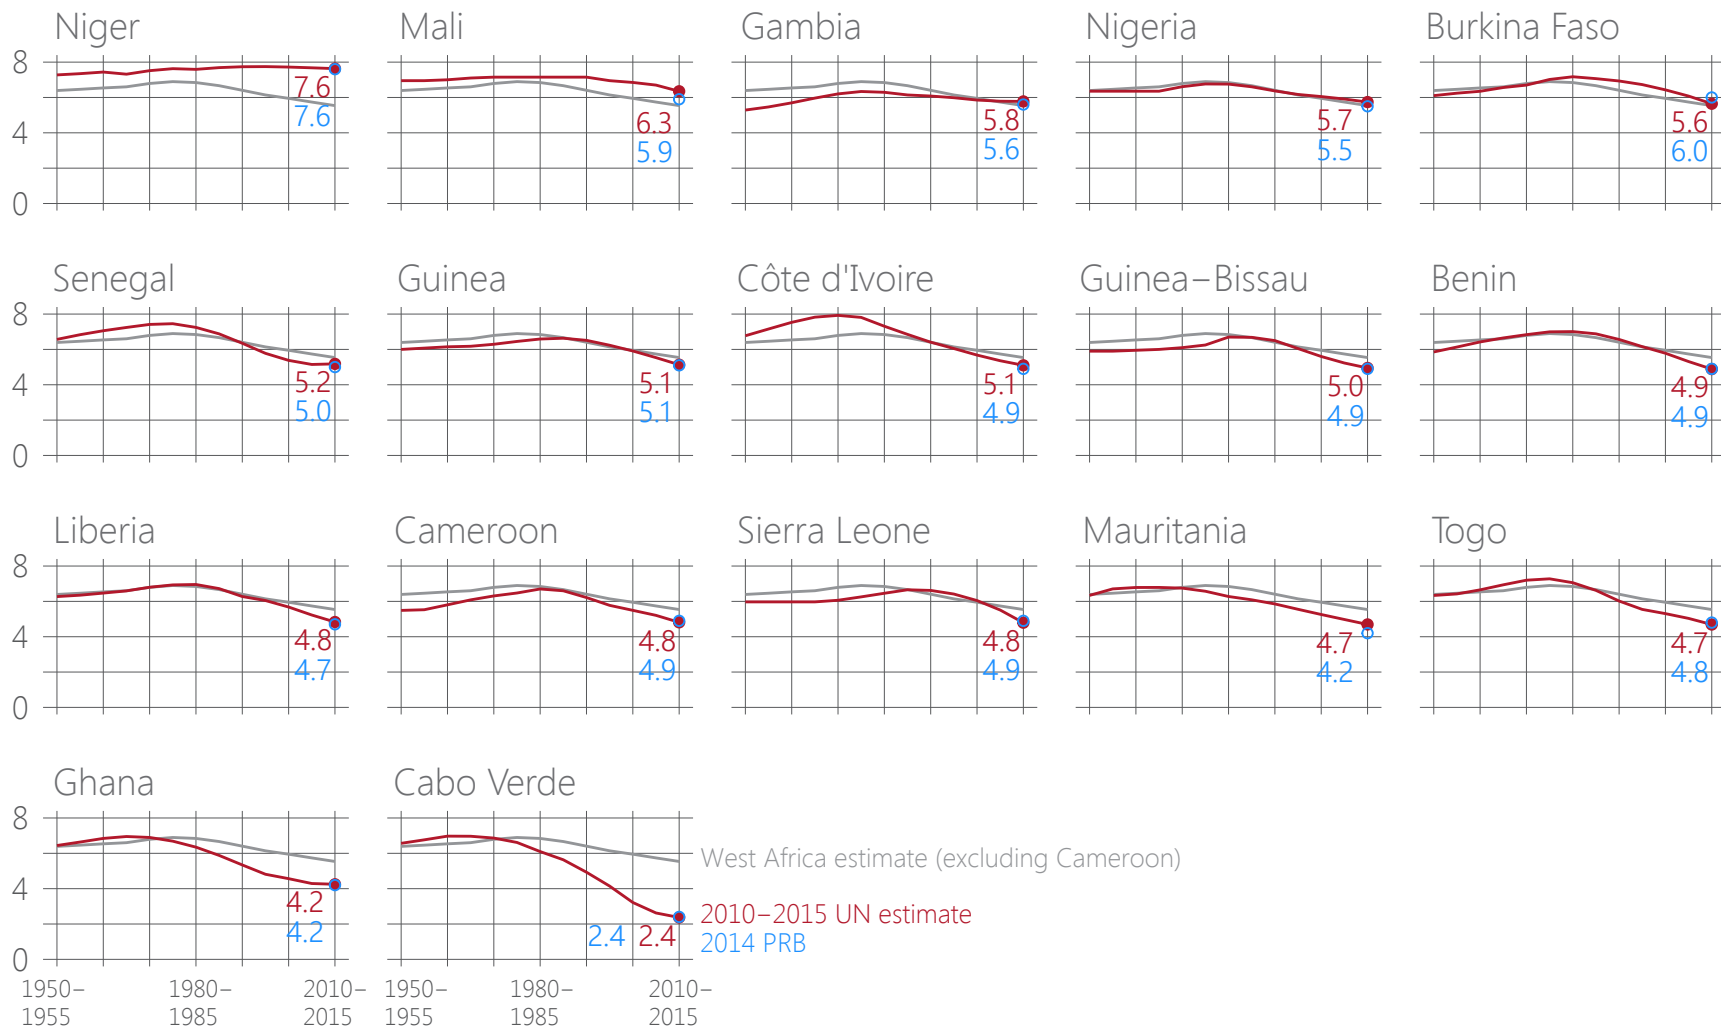 Niger
Mali
Gambia
Nigeria
Burkina Faso
8
4
0
7.6
7.6
6.3
5.9
5.8
5.6
5.7
5.5
5.6
6.0
Senegal
Guinea
Côte d'Ivoire
Guinea–Bissau
Benin
8
4
0
5.2
5.0
5.1
5.1
5.1
4.9
5.0
4.9
4.9
4.9
Liberia
Cameroon
Sierra Leone
Mauritania
Togo
8
4
0
4.8
4.7
4.8
4.9
4.8
4.9
4.7
4.2
4.7
4.8
Ghana
Cabo Verde
8
4
0
4.2
4.2
2.4
2.4
West Africa estimate (excluding Cameroon)
2010–2015 UN estimate
2014 PRB
1950–
1955
1980–
1985
2010–
2015
1950–
1955
1980–
1985
2010–
2015